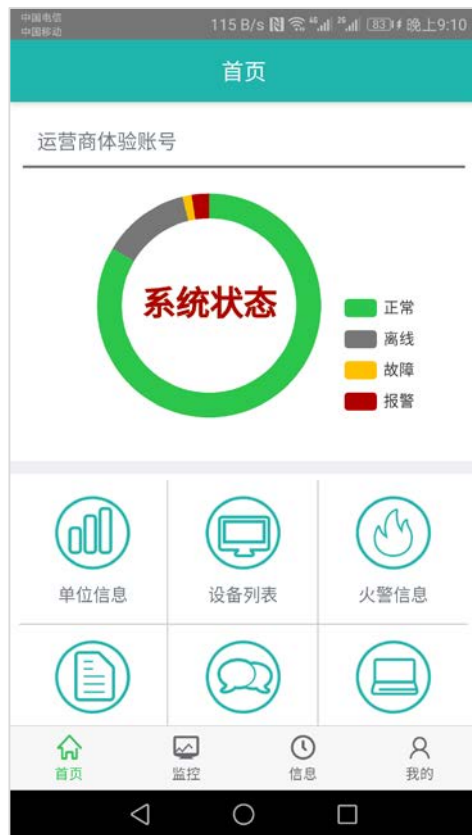 中国电信
中国移动
115 B/s 4G 2G 83 晚上9:10
首页
运营商体验账号
系统状态
正常
离线
故障
报警
单位信息
设备列表
火警信息
首页
监控
信息
我的